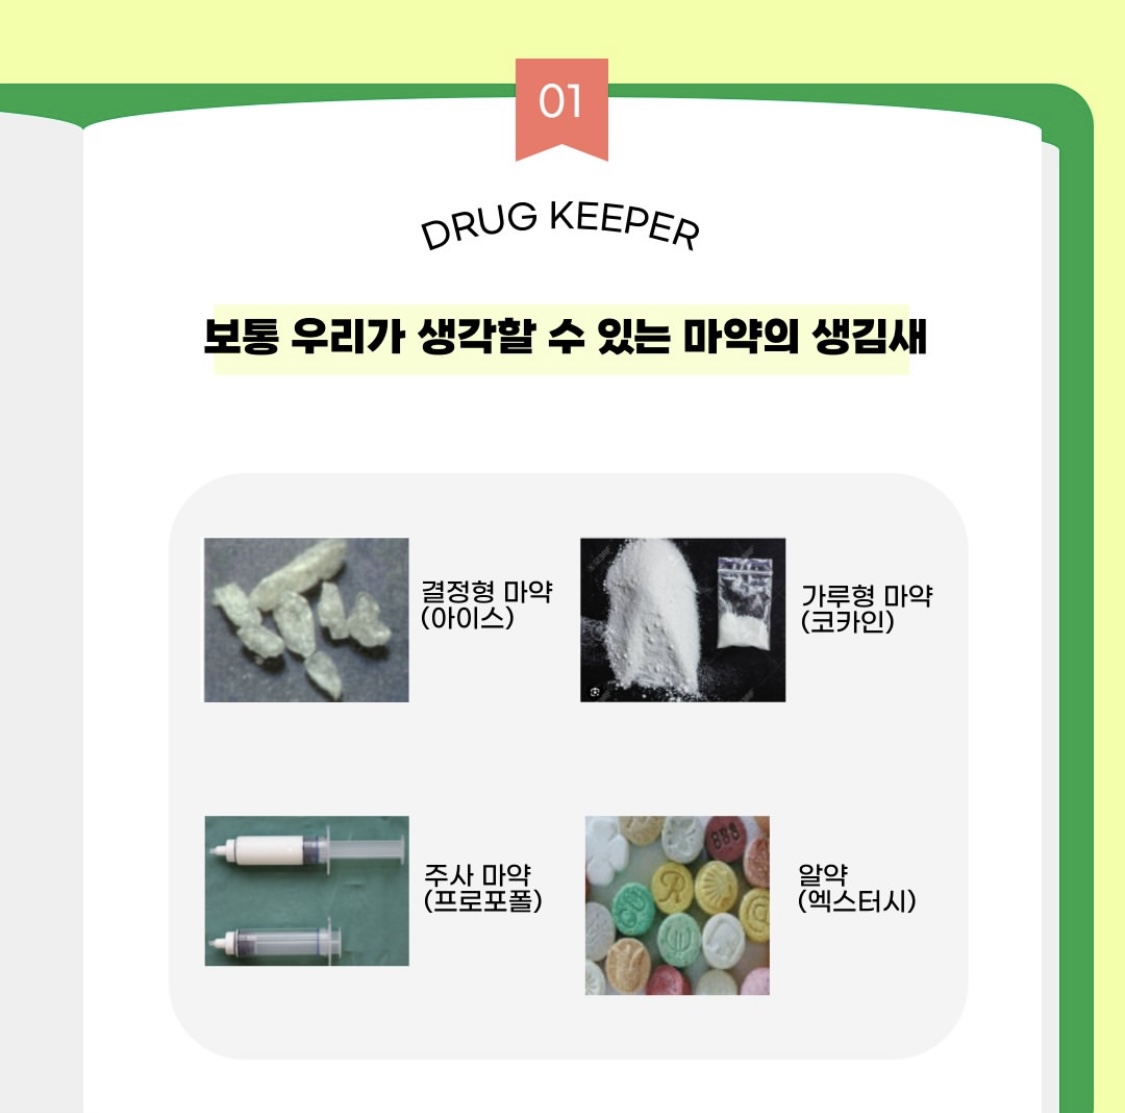 01
DRUG KEEPER
보통 우리가 생각할 수 있는 마약의 생김새
결정형 마약
(아이스)
가루형 마약
(코카인)
주사 마약
(프로포폴)
알약
(엑스터시)